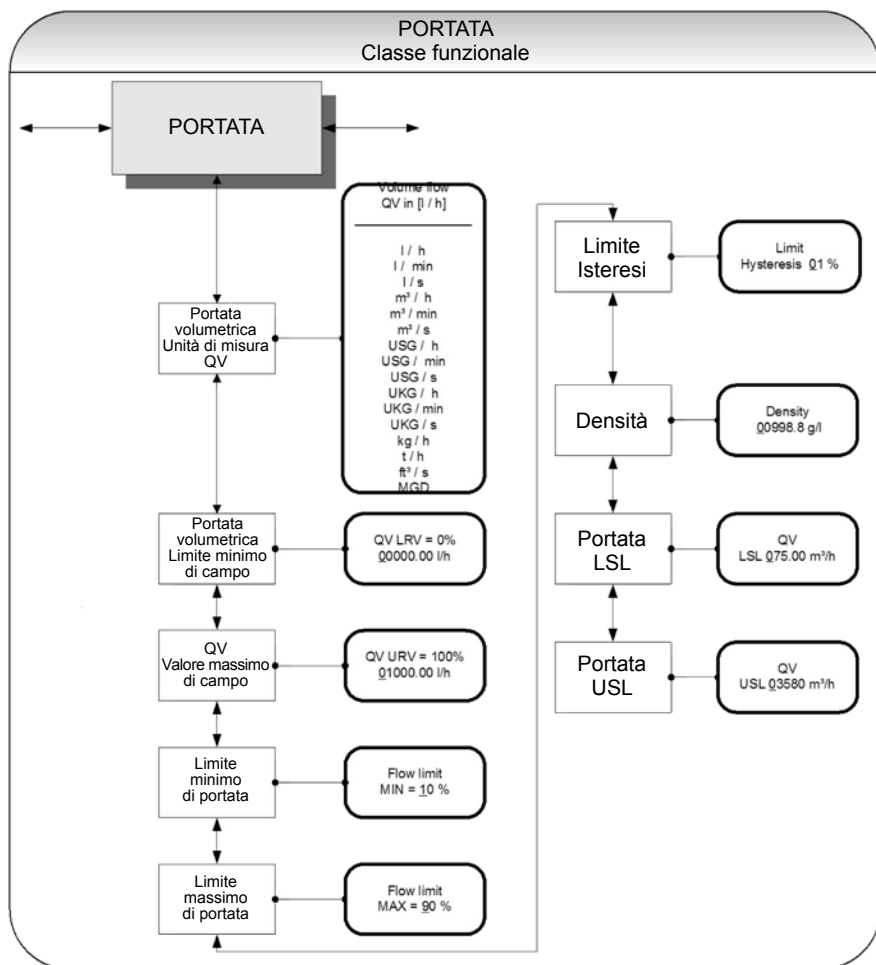 PORTATA
Classe funzionale
PORTATA
Portata
volumetrica
Unità di misura
QV
Volume flow
QV in [l / h]
l / h
l / min
l / s
m³ / h
m³ / min
m³ / s
USG / h
USG / min
USG / s
UKG / h
UKG / min
UKG / s
kg / h
t / h
ft³ / s
MGD
Portata
volumetrica
Limite minimo
di campo
QV LRV = 0%
00000.00 l/h
QV
Valore massimo
di campo
QV URV = 100%
01000.00 l/h
Limite
minimo
di portata
Flow limit
MIN = 10 %
Limite
massimo
di portata
Flow limit
MAX = 90 %
Limite
Isteresi
Limit
Hysteresis 01 %
Densità
Density
00998.8 g/l
Portata
LSL
QV
LSL 075.00 m³/h
Portata
USL
QV
USL 03580 m³/h